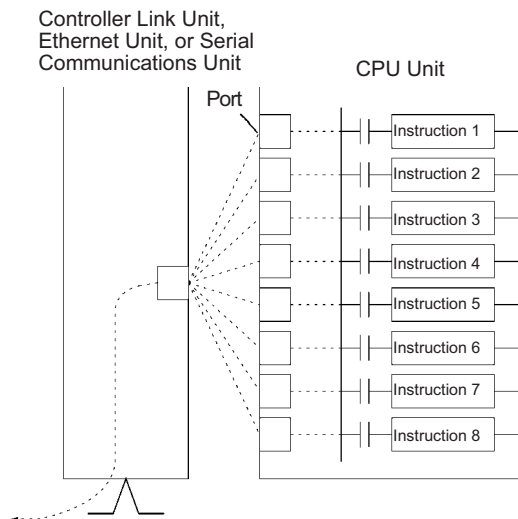 Controller Link Unit,
Ethernet Unit, or Serial
Communications Unit
CPU Unit
Port
Instruction 1
Instruction 2
Instruction 3
Instruction 4
Instruction 5
Instruction 6
Instruction 7
Instruction 8